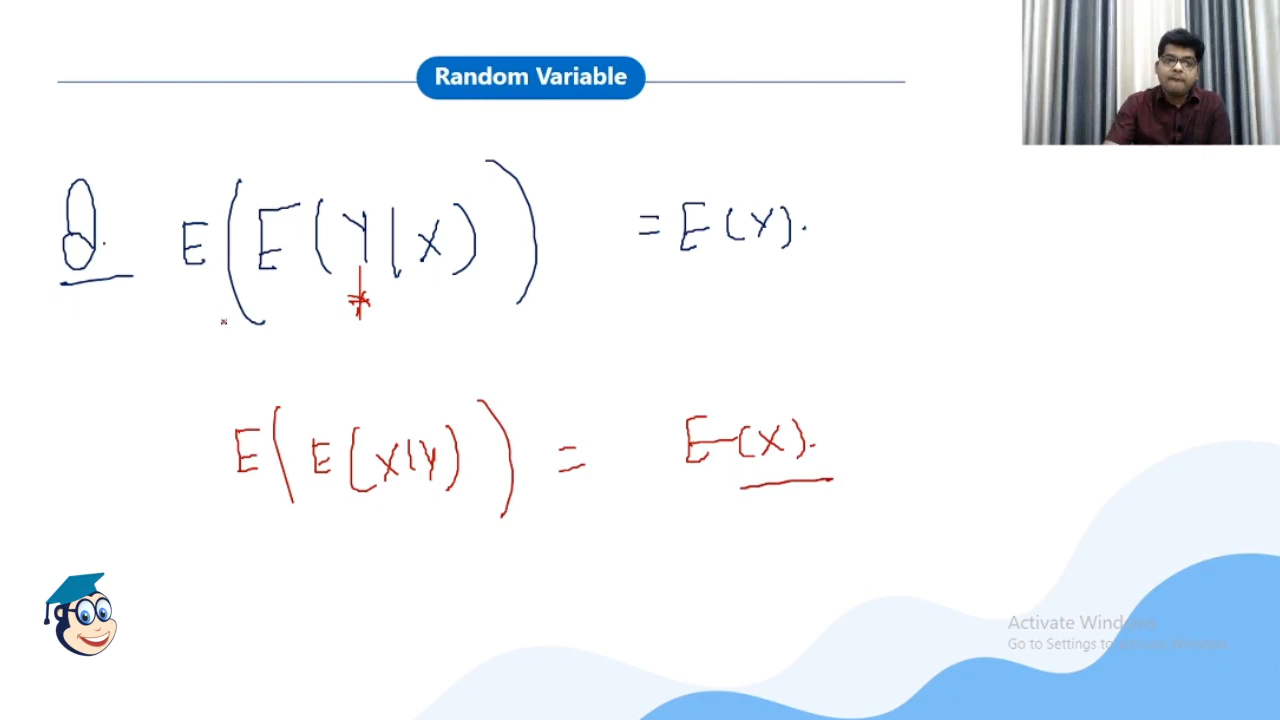 Random Variable
Q. E(E(Y|X)) = E(Y).
E(E(X|Y)) = E(X).
Activate Windows
Go to Settings to activate Windows.